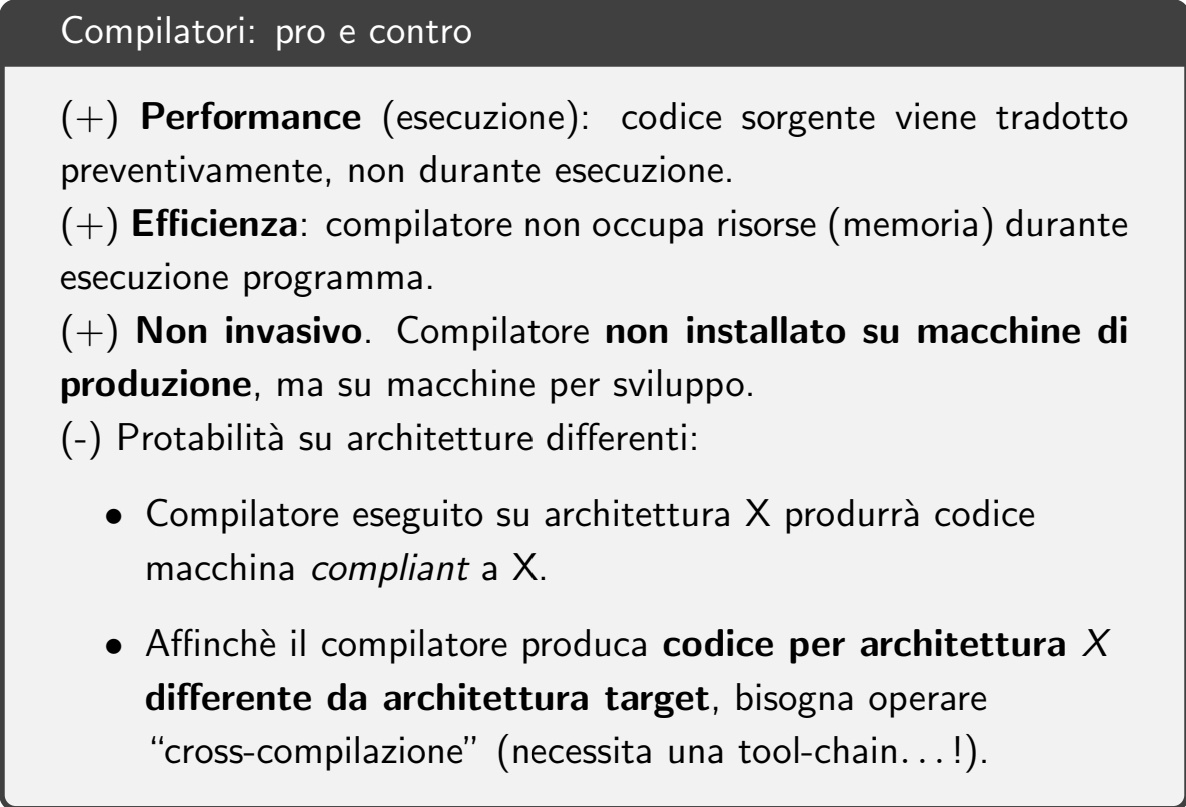 Compilatori: pro e contro
(+) Performance (esecuzione): codice sorgente viene tradotto
preventivamente, non durante esecuzione.
(+) Efficienza: compilatore non occupa risorse (memoria) durante
esecuzione programma.
(+) Non invasivo. Compilatore non installato su macchine di
produzione, ma su macchine per sviluppo.
(-) Protabilità su architetture differenti:
• Compilatore eseguito su architettura X produrrà codice
macchina compliant a X.
• Affinchè il compilatore produca codice per architettura X
differente da architettura target, bisogna operare
“cross-compilazione” (necessita una tool-chain. . . !).